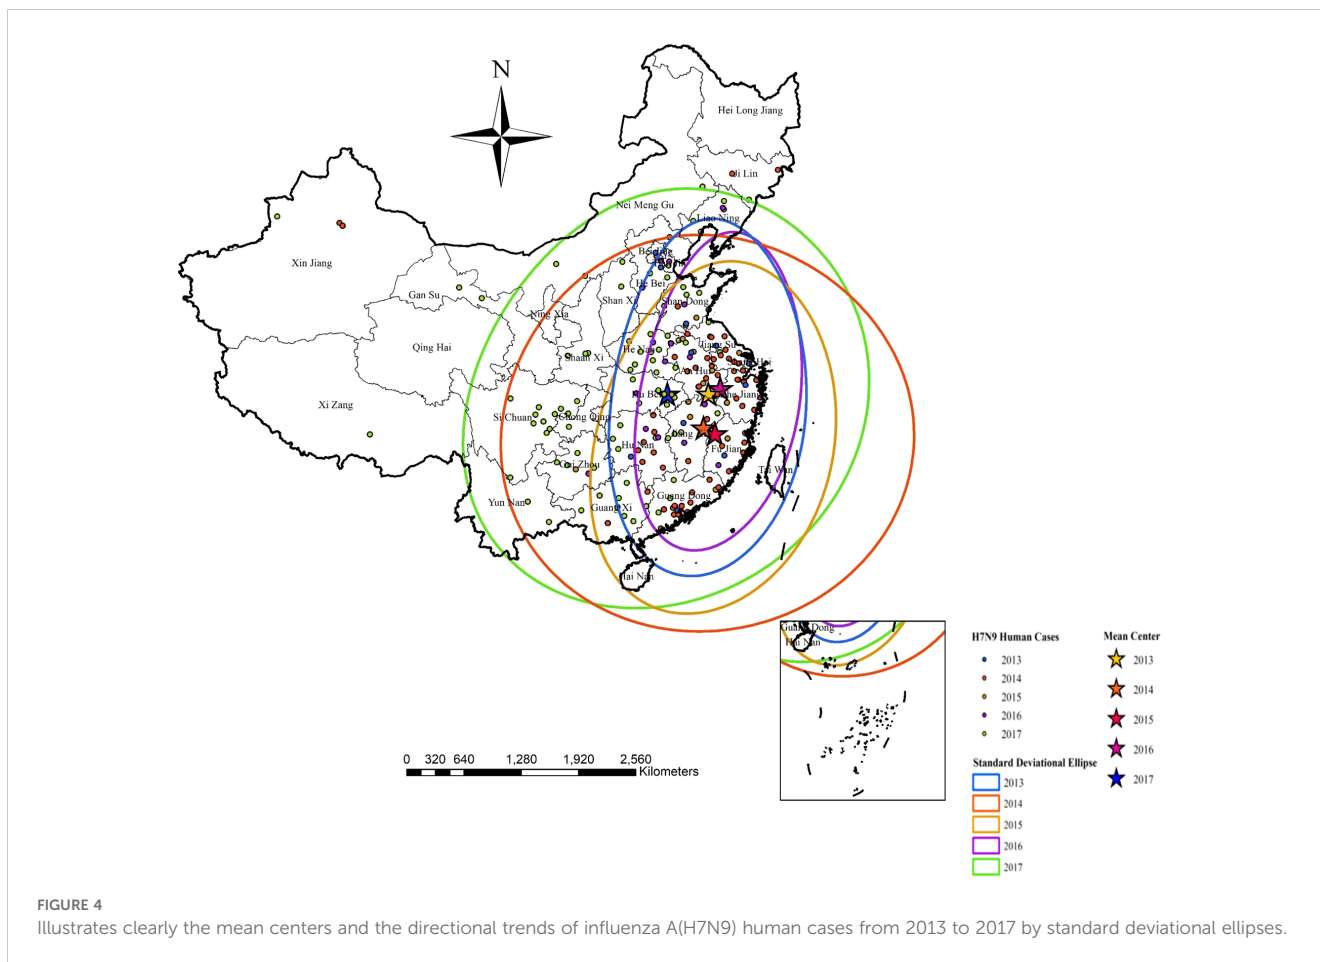 N
Hei Long Jiang
Ji Lin
Nei Meng Gu
Liao Ning
Xin Jiang
He Bei
Gan Su
Shan Xi
Shan Dong
Ning Xia
Qing Hai
Jiang Su
He Nan
Shaan Xi
An Hui
Xi Zang
Hu Bei
Zhe Jiang
Si Chuan
Chong Qing
Hu Nan
Fu Jian
Gui Zhou
Tai Wan
Yun Nan
Guang Dong
Guang Xi
Hai Nan
Guang Dong
Hai Nan
H7N9 Human Cases
2013
2014
2015
2016
2017
Mean Center
2013
2014
2015
2016
2017
Standard Deviational Ellipse
2013
2014
2015
2016
2017
0 320 640 1,280 1,920 2,560
Kilometers
FIGURE 4
Illustrates clearly the mean centers and the directional trends of influenza A(H7N9) human cases from 2013 to 2017 by standard deviational ellipses.